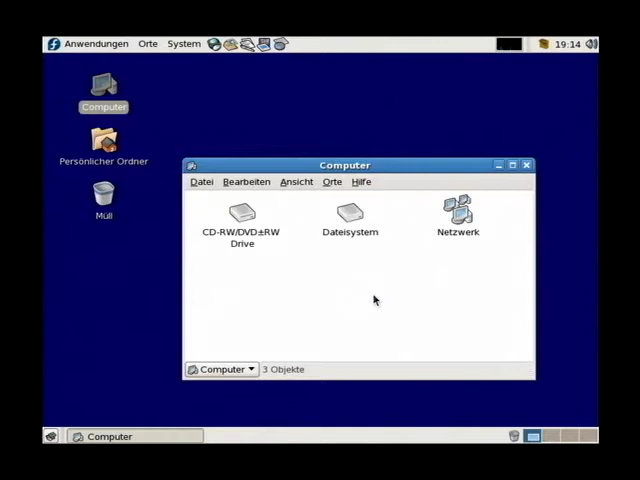 Anwendungen Orte System 19:14
Computer
Persönlicher Ordner
Müll
Computer
Datei Bearbeiten Ansicht Orte Hilfe
CD-RW/DVD±RW Drive
Dateisystem
Netzwerk
Computer 3 Objekte
Computer